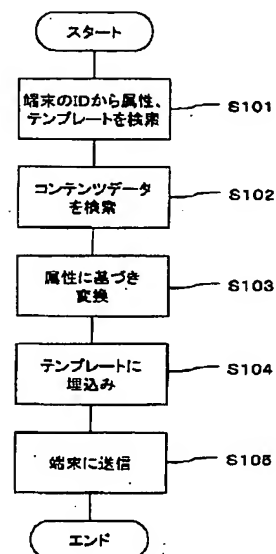 スタート
端末のIDから属性、
テンプレートを検索
S101
コンテンツデータ
を検索
S102
属性に基づき
変換
S103
テンプレートに
埋込み
S104
端末に送信
S105
エンド